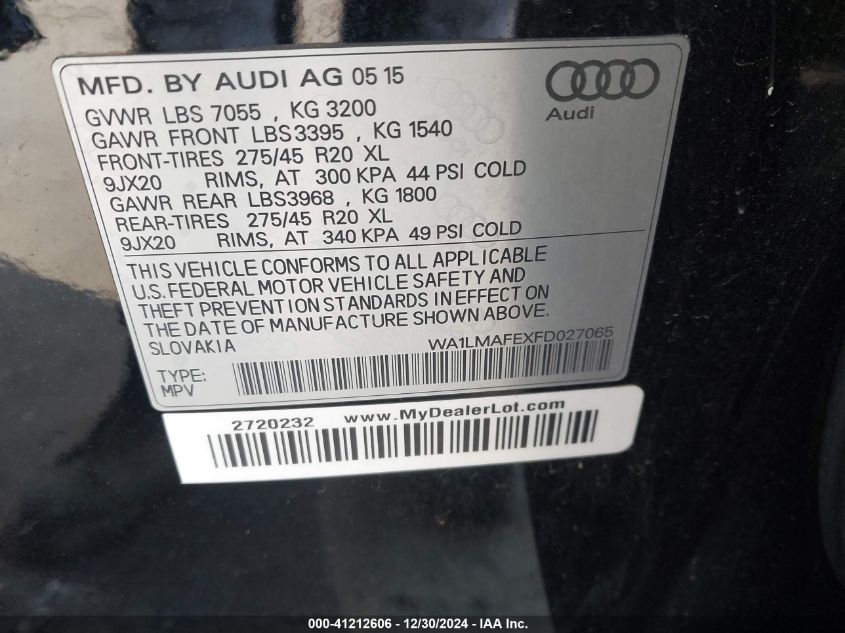 MFD. BY AUDI AG 05 15
GVWR LBS 7055 , KG 3200
GAWR FRONT LBS3395 , KG 1540
FRONT-TIRES 275/45 R20 XL
9JX20 RIMS, AT 300 KPA 44 PSI COLD
GAWR REAR LBS3968 , KG 1800
REAR-TIRES 275/45 R20 XL
9JX20 RIMS, AT 340 KPA 49 PSI COLD
Audi
THIS VEHICLE CONFORMS TO ALL APPLICABLE
U.S. FEDERAL MOTOR VEHICLE SAFETY AND
THEFT PREVENTION STANDARDS IN EFFECT ON
THE DATE OF MANUFACTURE SHOWN ABOVE.
SLOVAKIA WA1LMAFEXFD027065
TYPE:
MPV
2720232 www.MyDealerLot.com
000-41212606 - 12/30/2024 - IAA Inc.